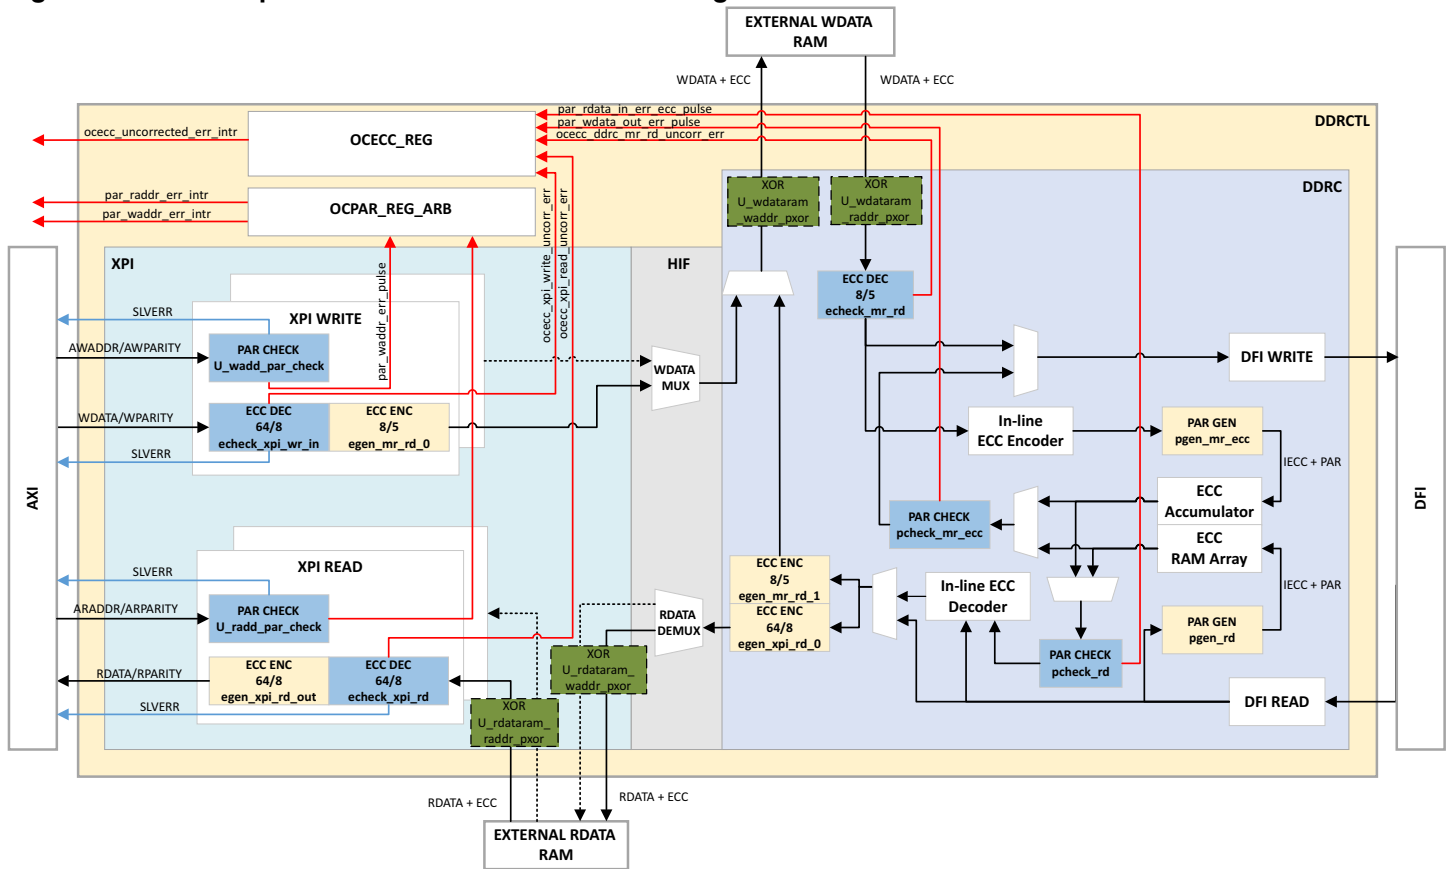 EXTERNAL WDATA
RAM
WDATA + ECC
WDATA + ECC
DDRCTL
par_rdata_in_err_ecc_pulse
par_wdata_out_err_pulse
ocecc_ddrc_mr_rd_uncorr_err
ocecc_uncorrected_err_intr
OCECC_REG
par_raddr_err_intr
par_waddr_err_intr
OCPAR_REG_ARB
DDRC
XOR
U_wdataram
_waddr_pxor
XOR
U_wdataram
_raddr_pxor
XPI
HIF
ocecc_xpi_write_uncorr_err
ocecc_xpi_read_uncorr_err
par_waddr_err_pulse
ECC DEC
8/5
echeck_mr_rd
SLVERR
XPI WRITE
AWADDR/AWPARITY
PAR CHECK
U_wadd_par_check
WDATA
MUX
DFI WRITE
WDATA/WPARITY
ECC DEC
64/8
echeck_xpi_wr_in
ECC ENC
8/5
egen_mr_rd_0
In-line
ECC Encoder
PAR GEN
pgen_mr_ecc
SLVERR
IECC + PAR
AXI
DFI
ECC
Accumulator
PAR CHECK
pcheck_mr_ecc
ECC
RAM Array
XPI READ
SLVERR
ECC ENC
8/5
egen_mr_rd_1
In-line ECC
Decoder
IECC + PAR
ARADDR/ARPARITY
PAR CHECK
U_radd_par_check
RDATA
DEMUX
ECC ENC
64/8
egen_xpi_rd_0
PAR GEN
pgen_rd
RDATA/RPARITY
ECC ENC
64/8
egen_xpi_rd_out
ECC DEC
64/8
echeck_xpi_rd
XOR
U_rdataram_
waddr_pxor
PAR CHECK
pcheck_rd
SLVERR
XOR
U_rdataram_
raddr_pxor
DFI READ
RDATA + ECC
RDATA + ECC
EXTERNAL RDATA
RAM